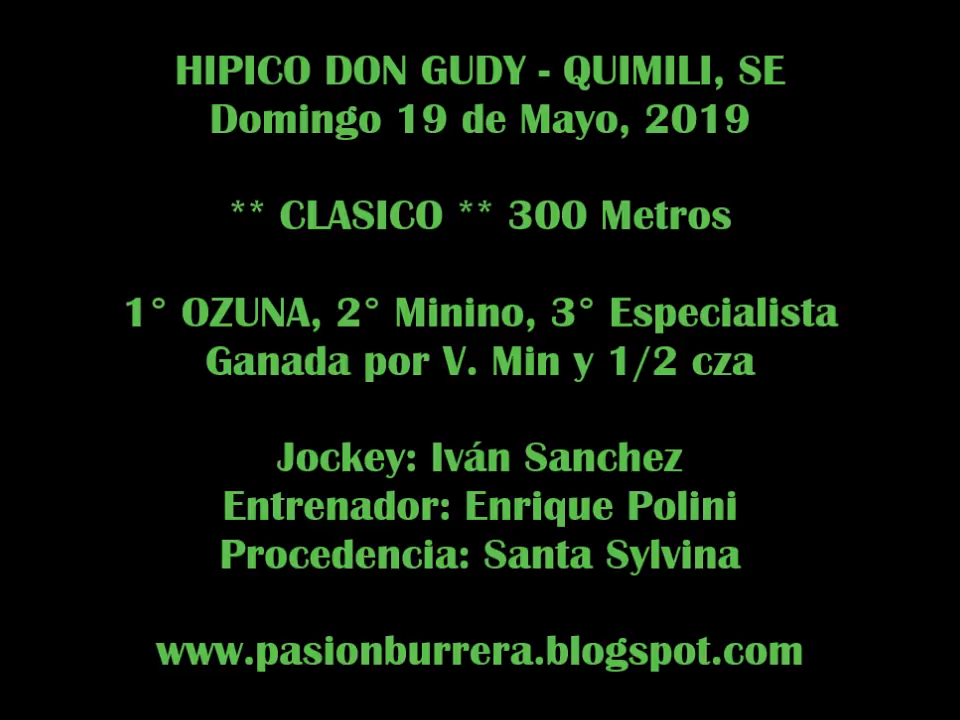 HIPICO DON GUDY - QUIMILI, SE
Domingo 19 de Mayo, 2019
** CLASICO ** 300 Metros
1° OZUNA, 2° Minino, 3° Especialista
Ganada por V. Min y 1/2 cza
Jockey: Iván Sanchez
Entrenador: Enrique Polini
Procedencia: Santa Sylvina
www.pasionburrera.blogspot.com